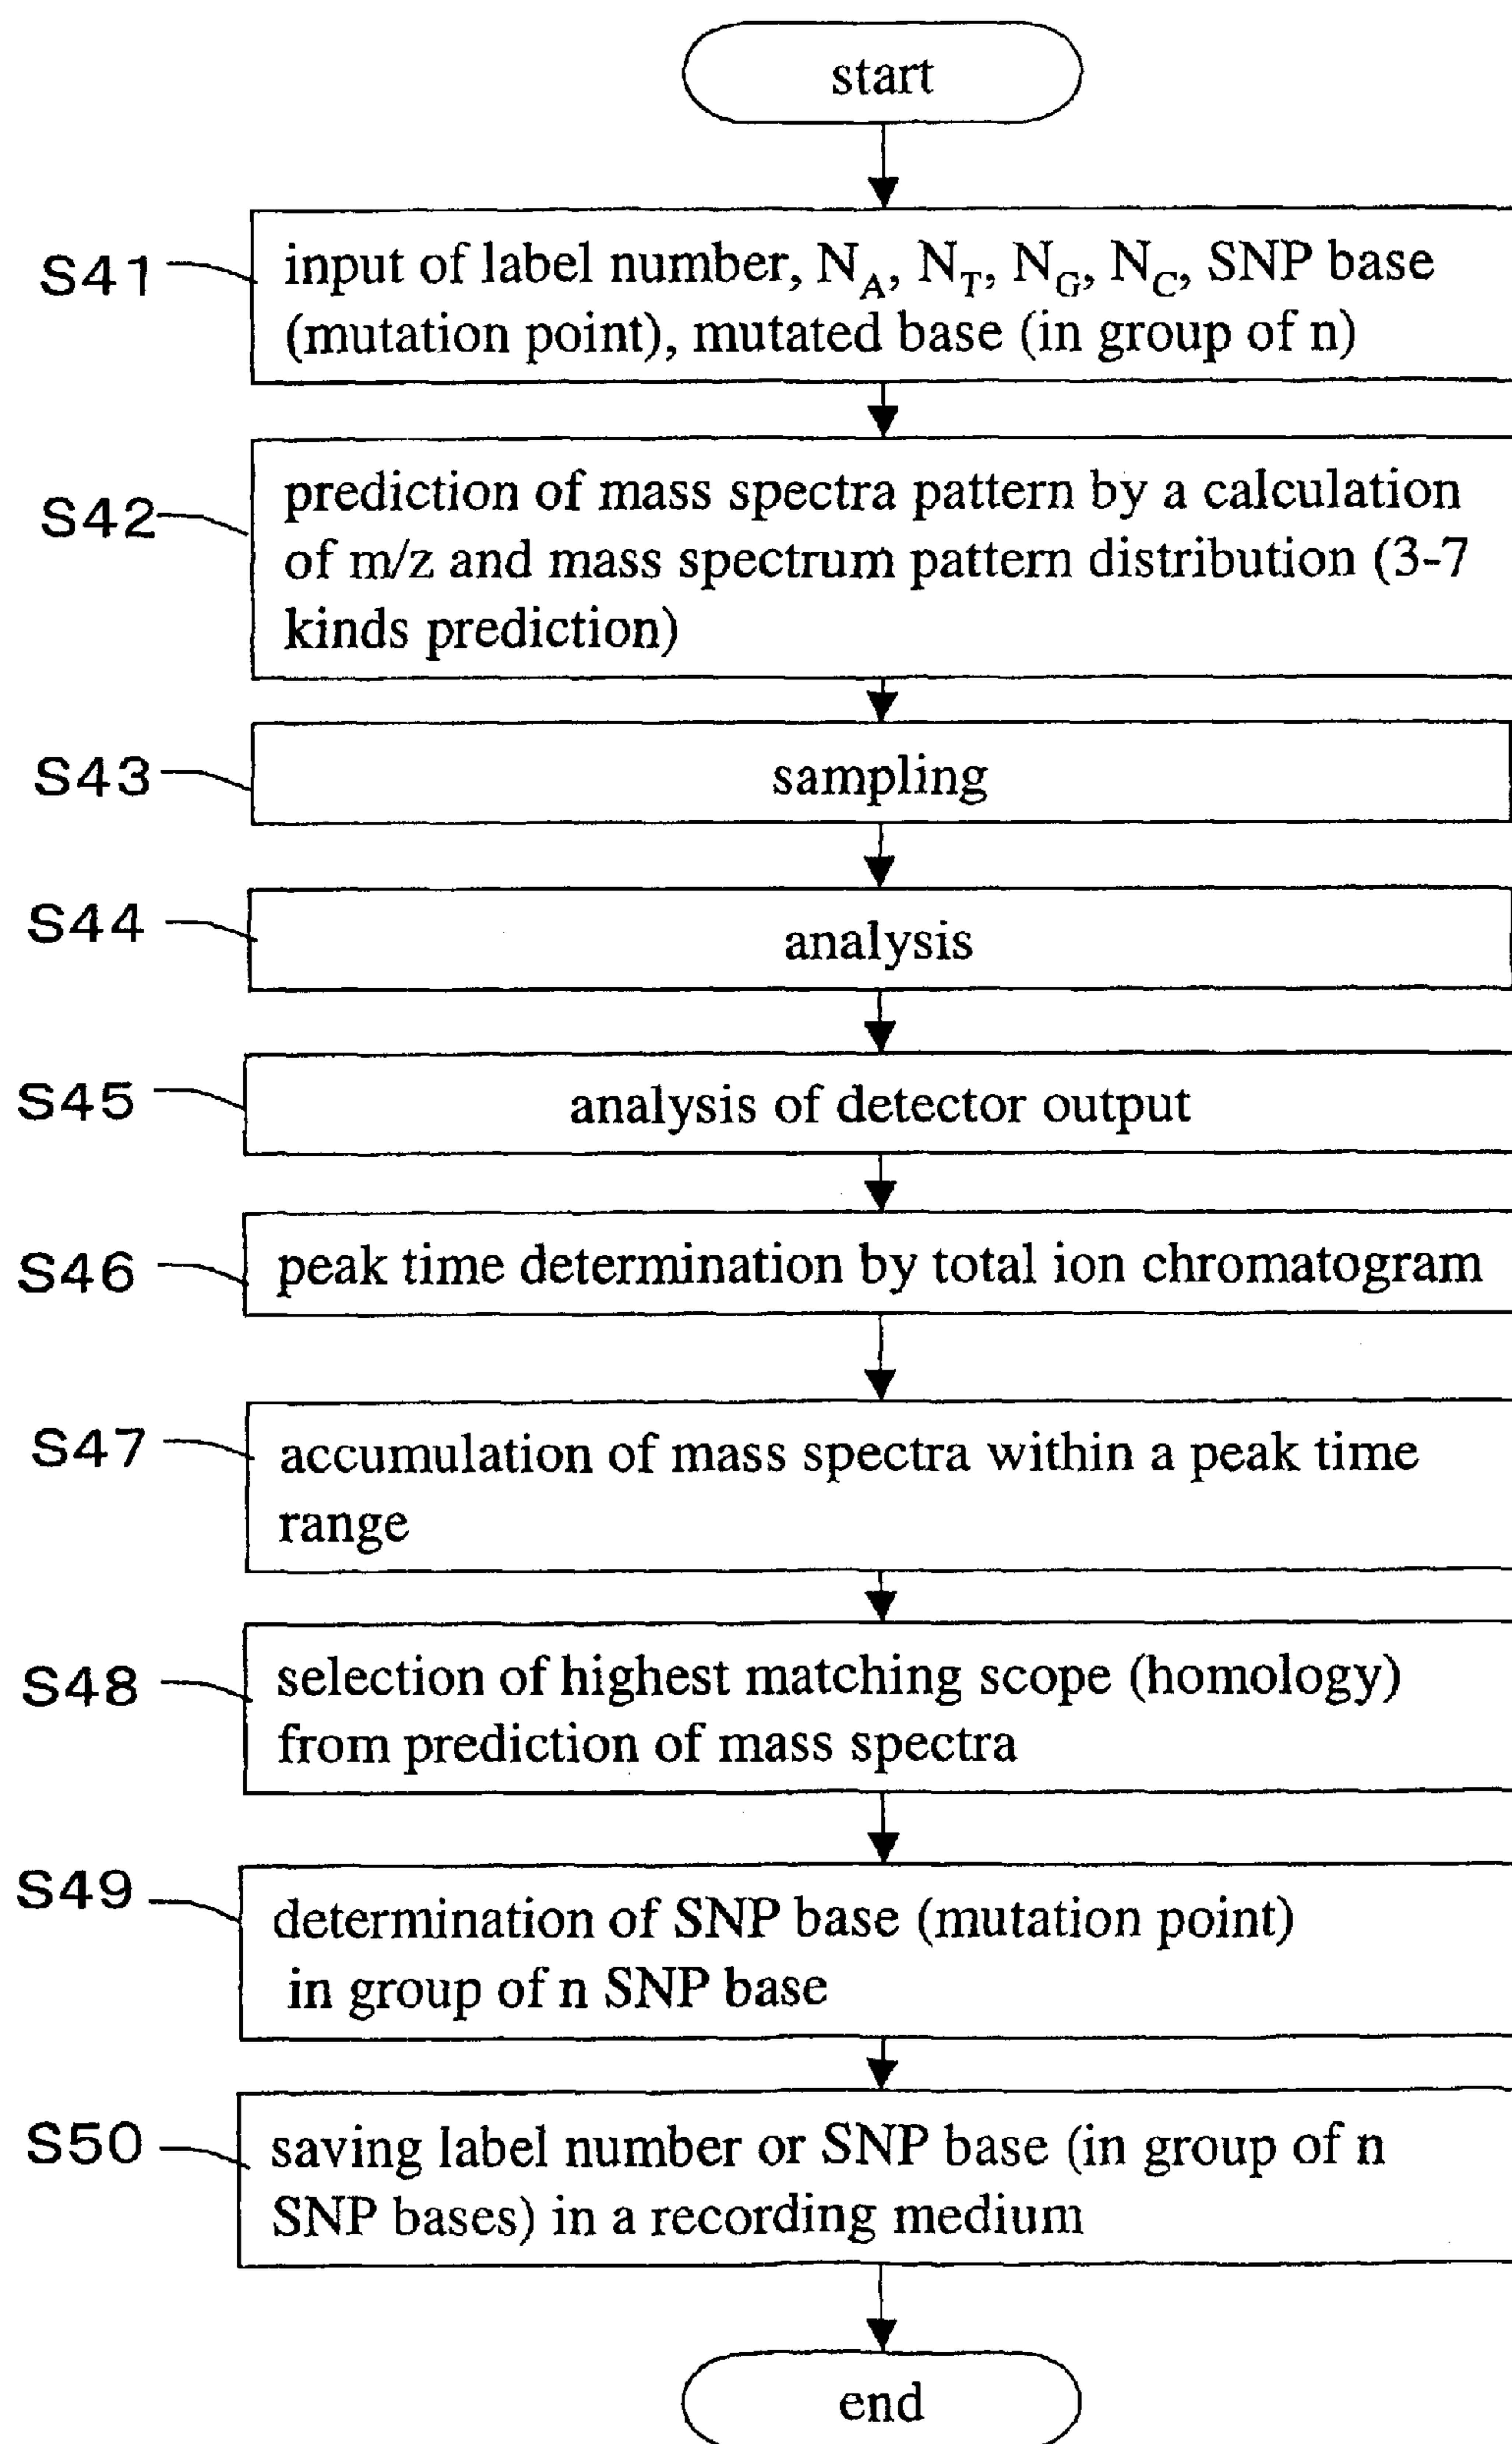 start
S41
input of label number, N_A, N_T, N_G, N_C, SNP base
(mutation point), mutated base (in group of n)
S42
prediction of mass spectra pattern by a calculation
of m/z and mass spectrum pattern distribution (3-7
kinds prediction)
S43
sampling
S44
analysis
S45
analysis of detector output
S46
peak time determination by total ion chromatogram
S47
accumulation of mass spectra within a peak time
range
S48
selection of highest matching scope (homology)
from prediction of mass spectra
S49
determination of SNP base (mutation point)
in group of n SNP base
S50
saving label number or SNP base (in group of n
SNP bases) in a recording medium
end